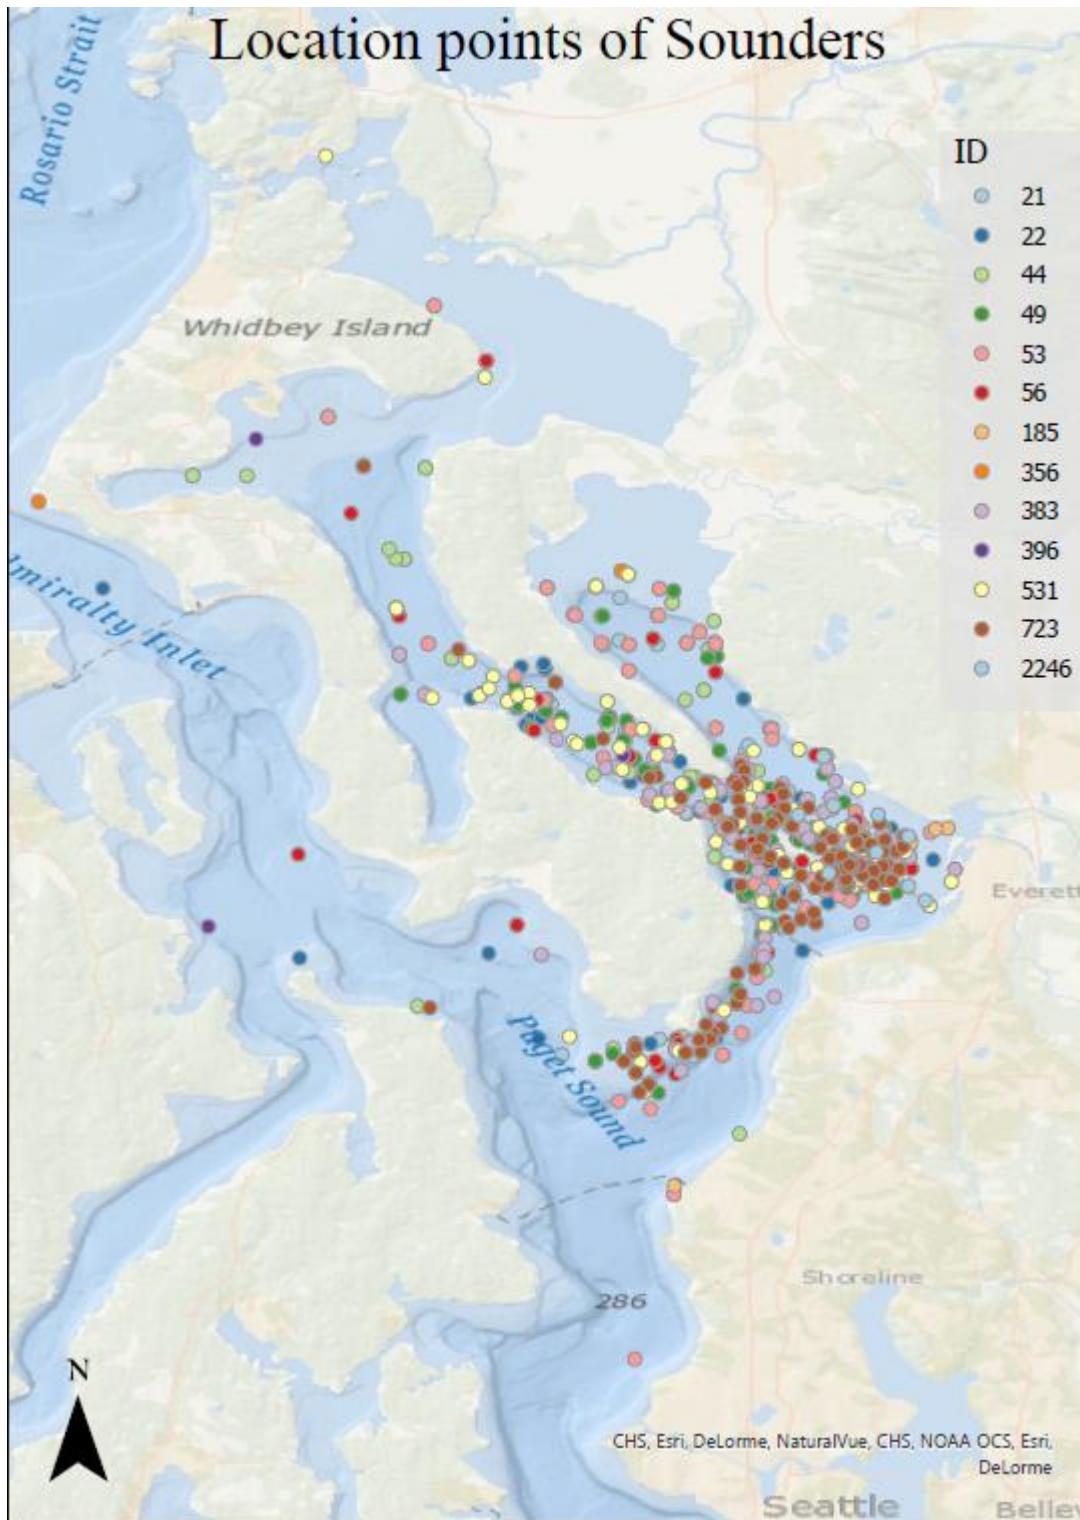 Location points of Sounders
Rosario Strait
ID
21
22
44
49
53
56
185
356
383
396
531
723
2246
Whidbey Island
Everett
Puget Sound
Shoreline
286
N
CHS, Esri, DeLorme, NaturalVue, CHS, NOAA OCS, Esri,
DeLorme
Seattle
Bellev
dmiralty Inlet